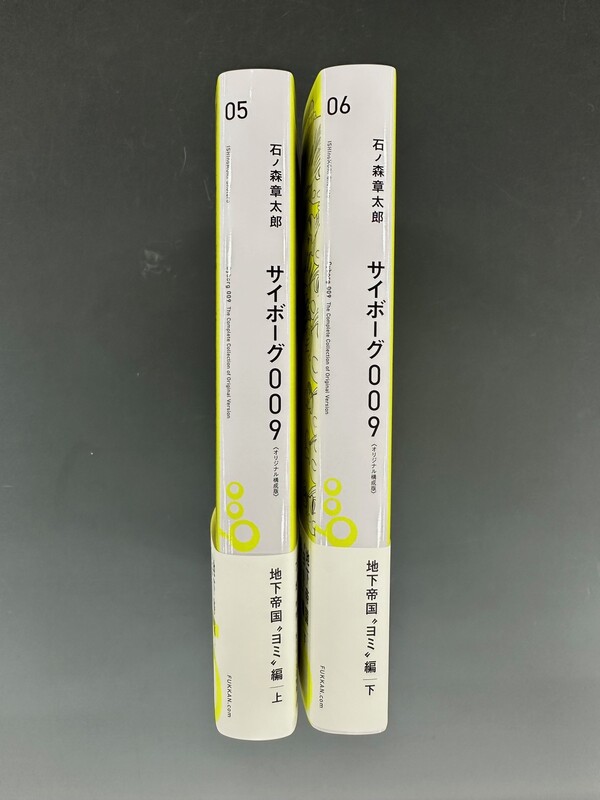 05
石ノ森章太郎
サイボーグ009
《オリジナル構成版》
Cyborg 009 The Complete Collection of Original Version
地下帝国〝ヨミ〟編 上
FUKKAN.com
06
石ノ森章太郎
サイボーグ009
《オリジナル構成版》
Cyborg 009 The Complete Collection of Original Version
地下帝国〝ヨミ〟編 下
FUKKAN.com